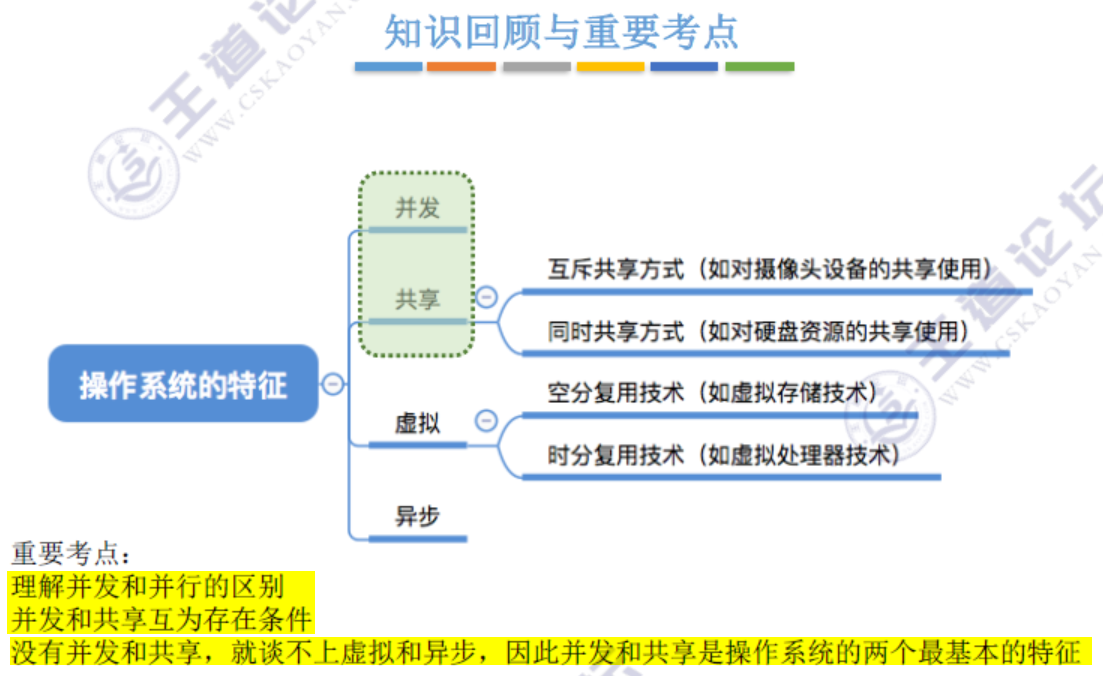 知识回顾与重要考点
王道论坛
WWW.CSKAOYAN.
并发
共享
互斥共享方式（如对摄像头设备的共享使用）
同时共享方式（如对硬盘资源的共享使用）
操作系统的特征
虚拟
空分复用技术（如虚拟存储技术）
时分复用技术（如虚拟处理器技术）
异步
王道论坛
WWW.CSKAOYAN
重要考点：
理解并发和并行的区别
并发和共享互为存在条件
没有并发和共享，就谈不上虚拟和异步，因此并发和共享是操作系统的两个最基本的特征